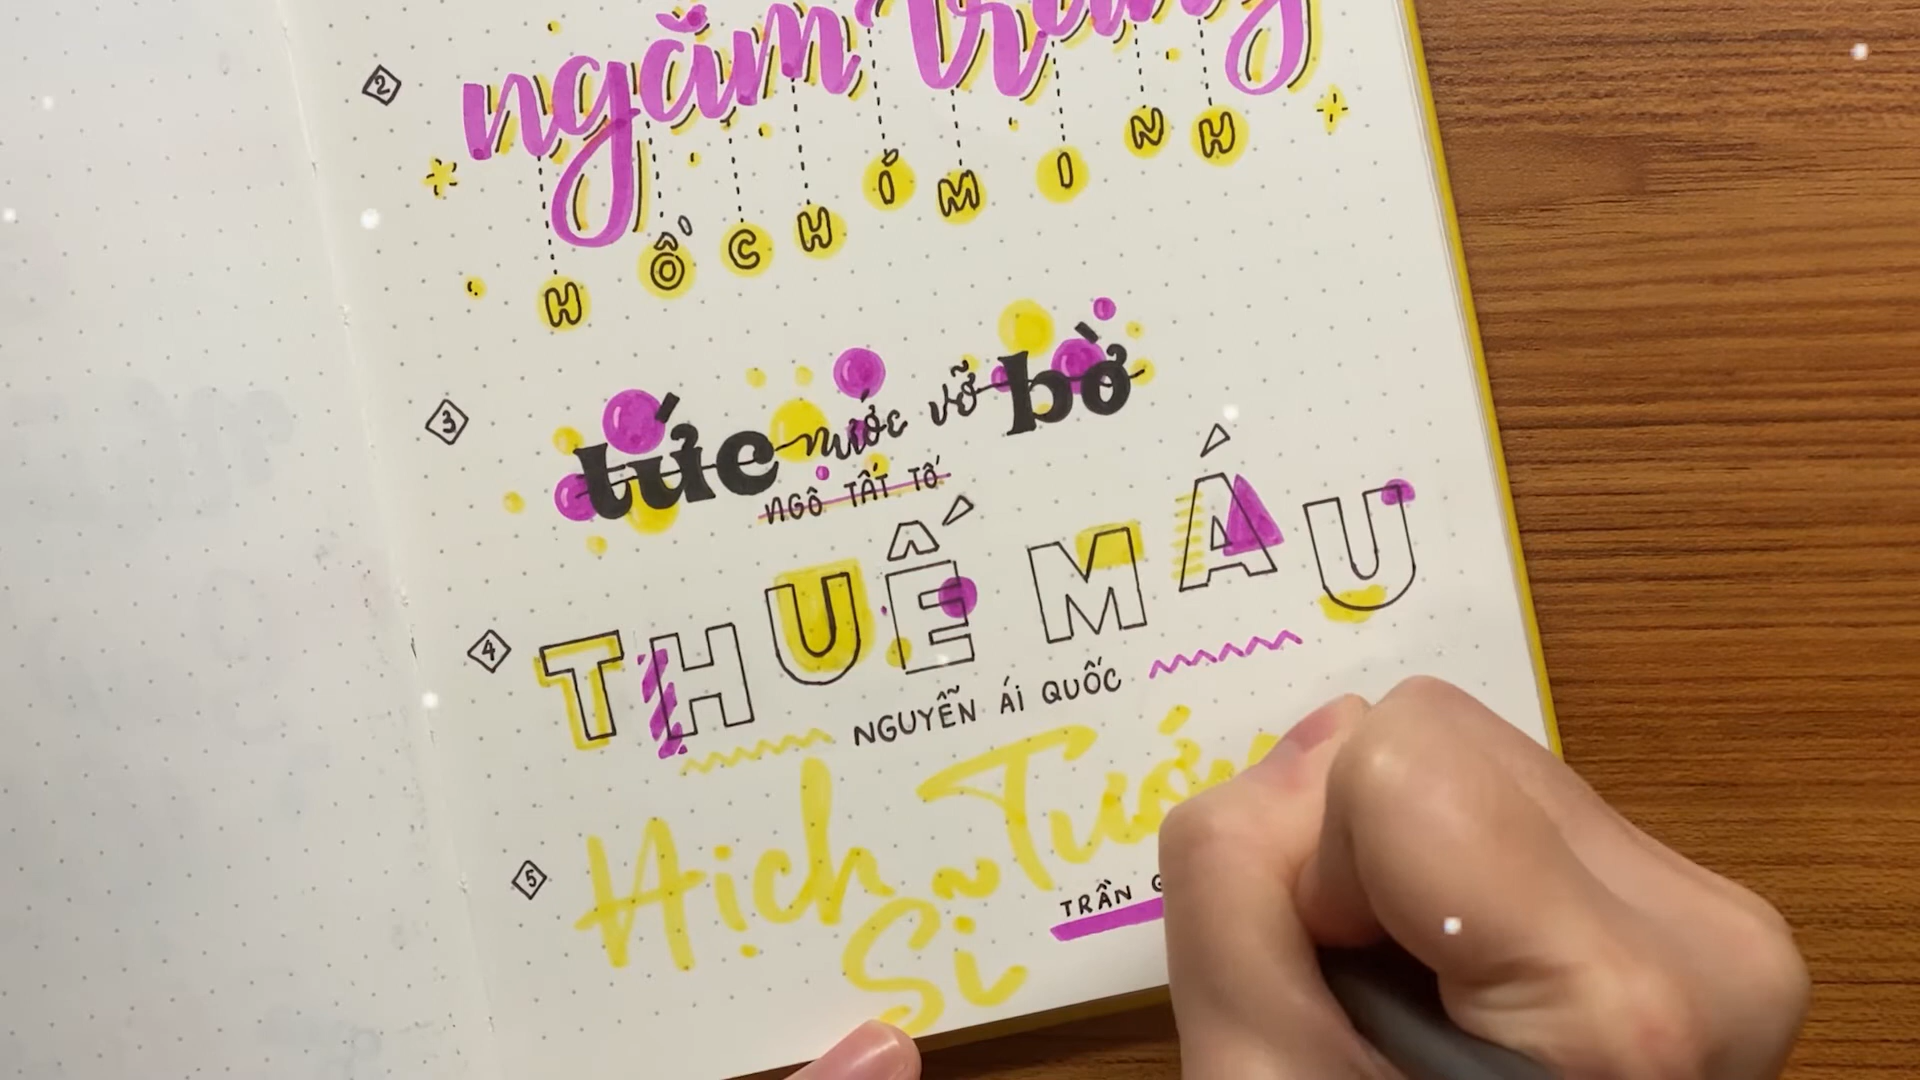 2
ngắm trăng
HỒ CHÍ MINH
3
tức nước vỡ bờ
NGÔ TẤT TỐ
4
THUẾ MÁU
NGUYỄN ÁI QUỐC
5
Hịch Tướng
Sĩ
TRẦN